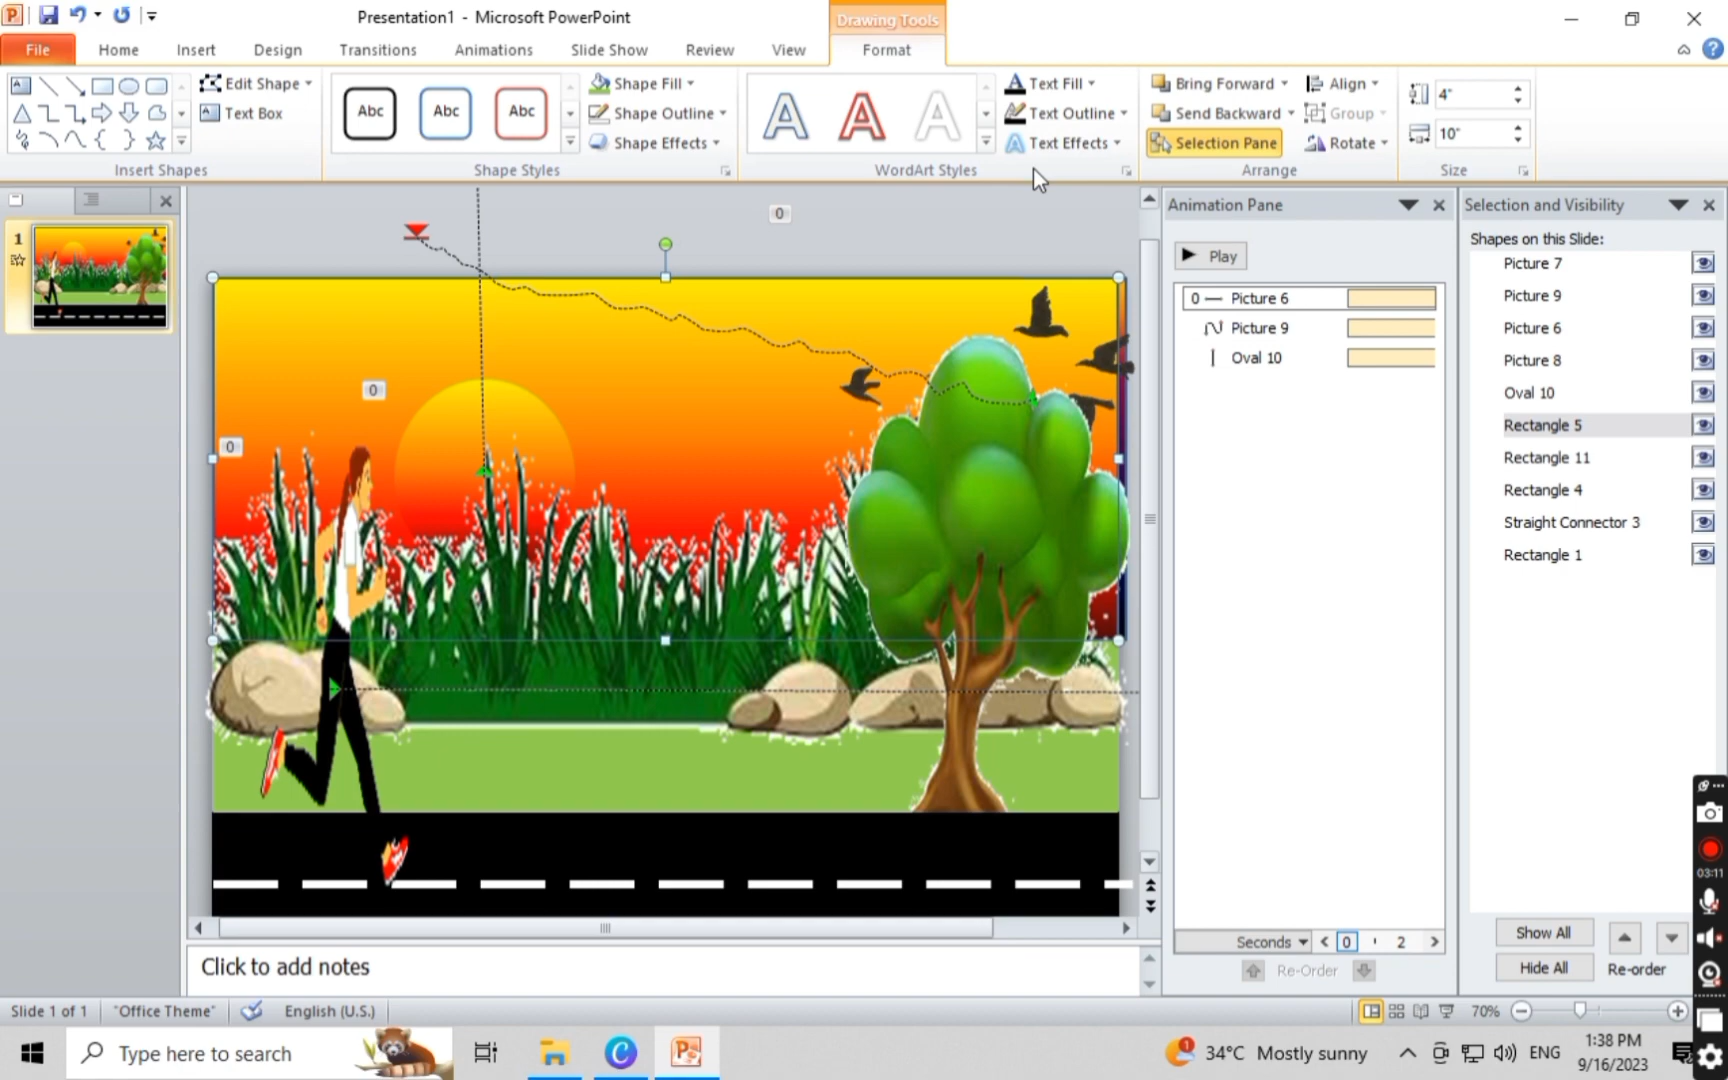 Presentation1 - Microsoft PowerPoint
Drawing Tools
File Home Insert Design Transitions Animations Slide Show Review View Format
Edit Shape
Text Box
Insert Shapes
Abc Abc Abc
Shape Fill
Shape Outline
Shape Effects
Shape Styles
A A A
Text Fill
Text Outline
Text Effects
WordArt Styles
Bring Forward
Send Backward
Selection Pane
Align
Group
Rotate
Arrange
4"
10"
Size
1
0
0
0
Animation Pane
Play
0 Picture 6
Picture 9
Oval 10
Seconds 0 2
Re-Order
Selection and Visibility
Shapes on this Slide:
Picture 7
Picture 9
Picture 6
Picture 8
Oval 10
Rectangle 5
Rectangle 11
Rectangle 4
Straight Connector 3
Rectangle 1
Show All
Hide All
Re-order
03:11
Click to add notes
Slide 1 of 1 "Office Theme" English (U.S.) 70%
Type here to search
1
34°C Mostly sunny
ENG
1:38 PM
9/16/2023